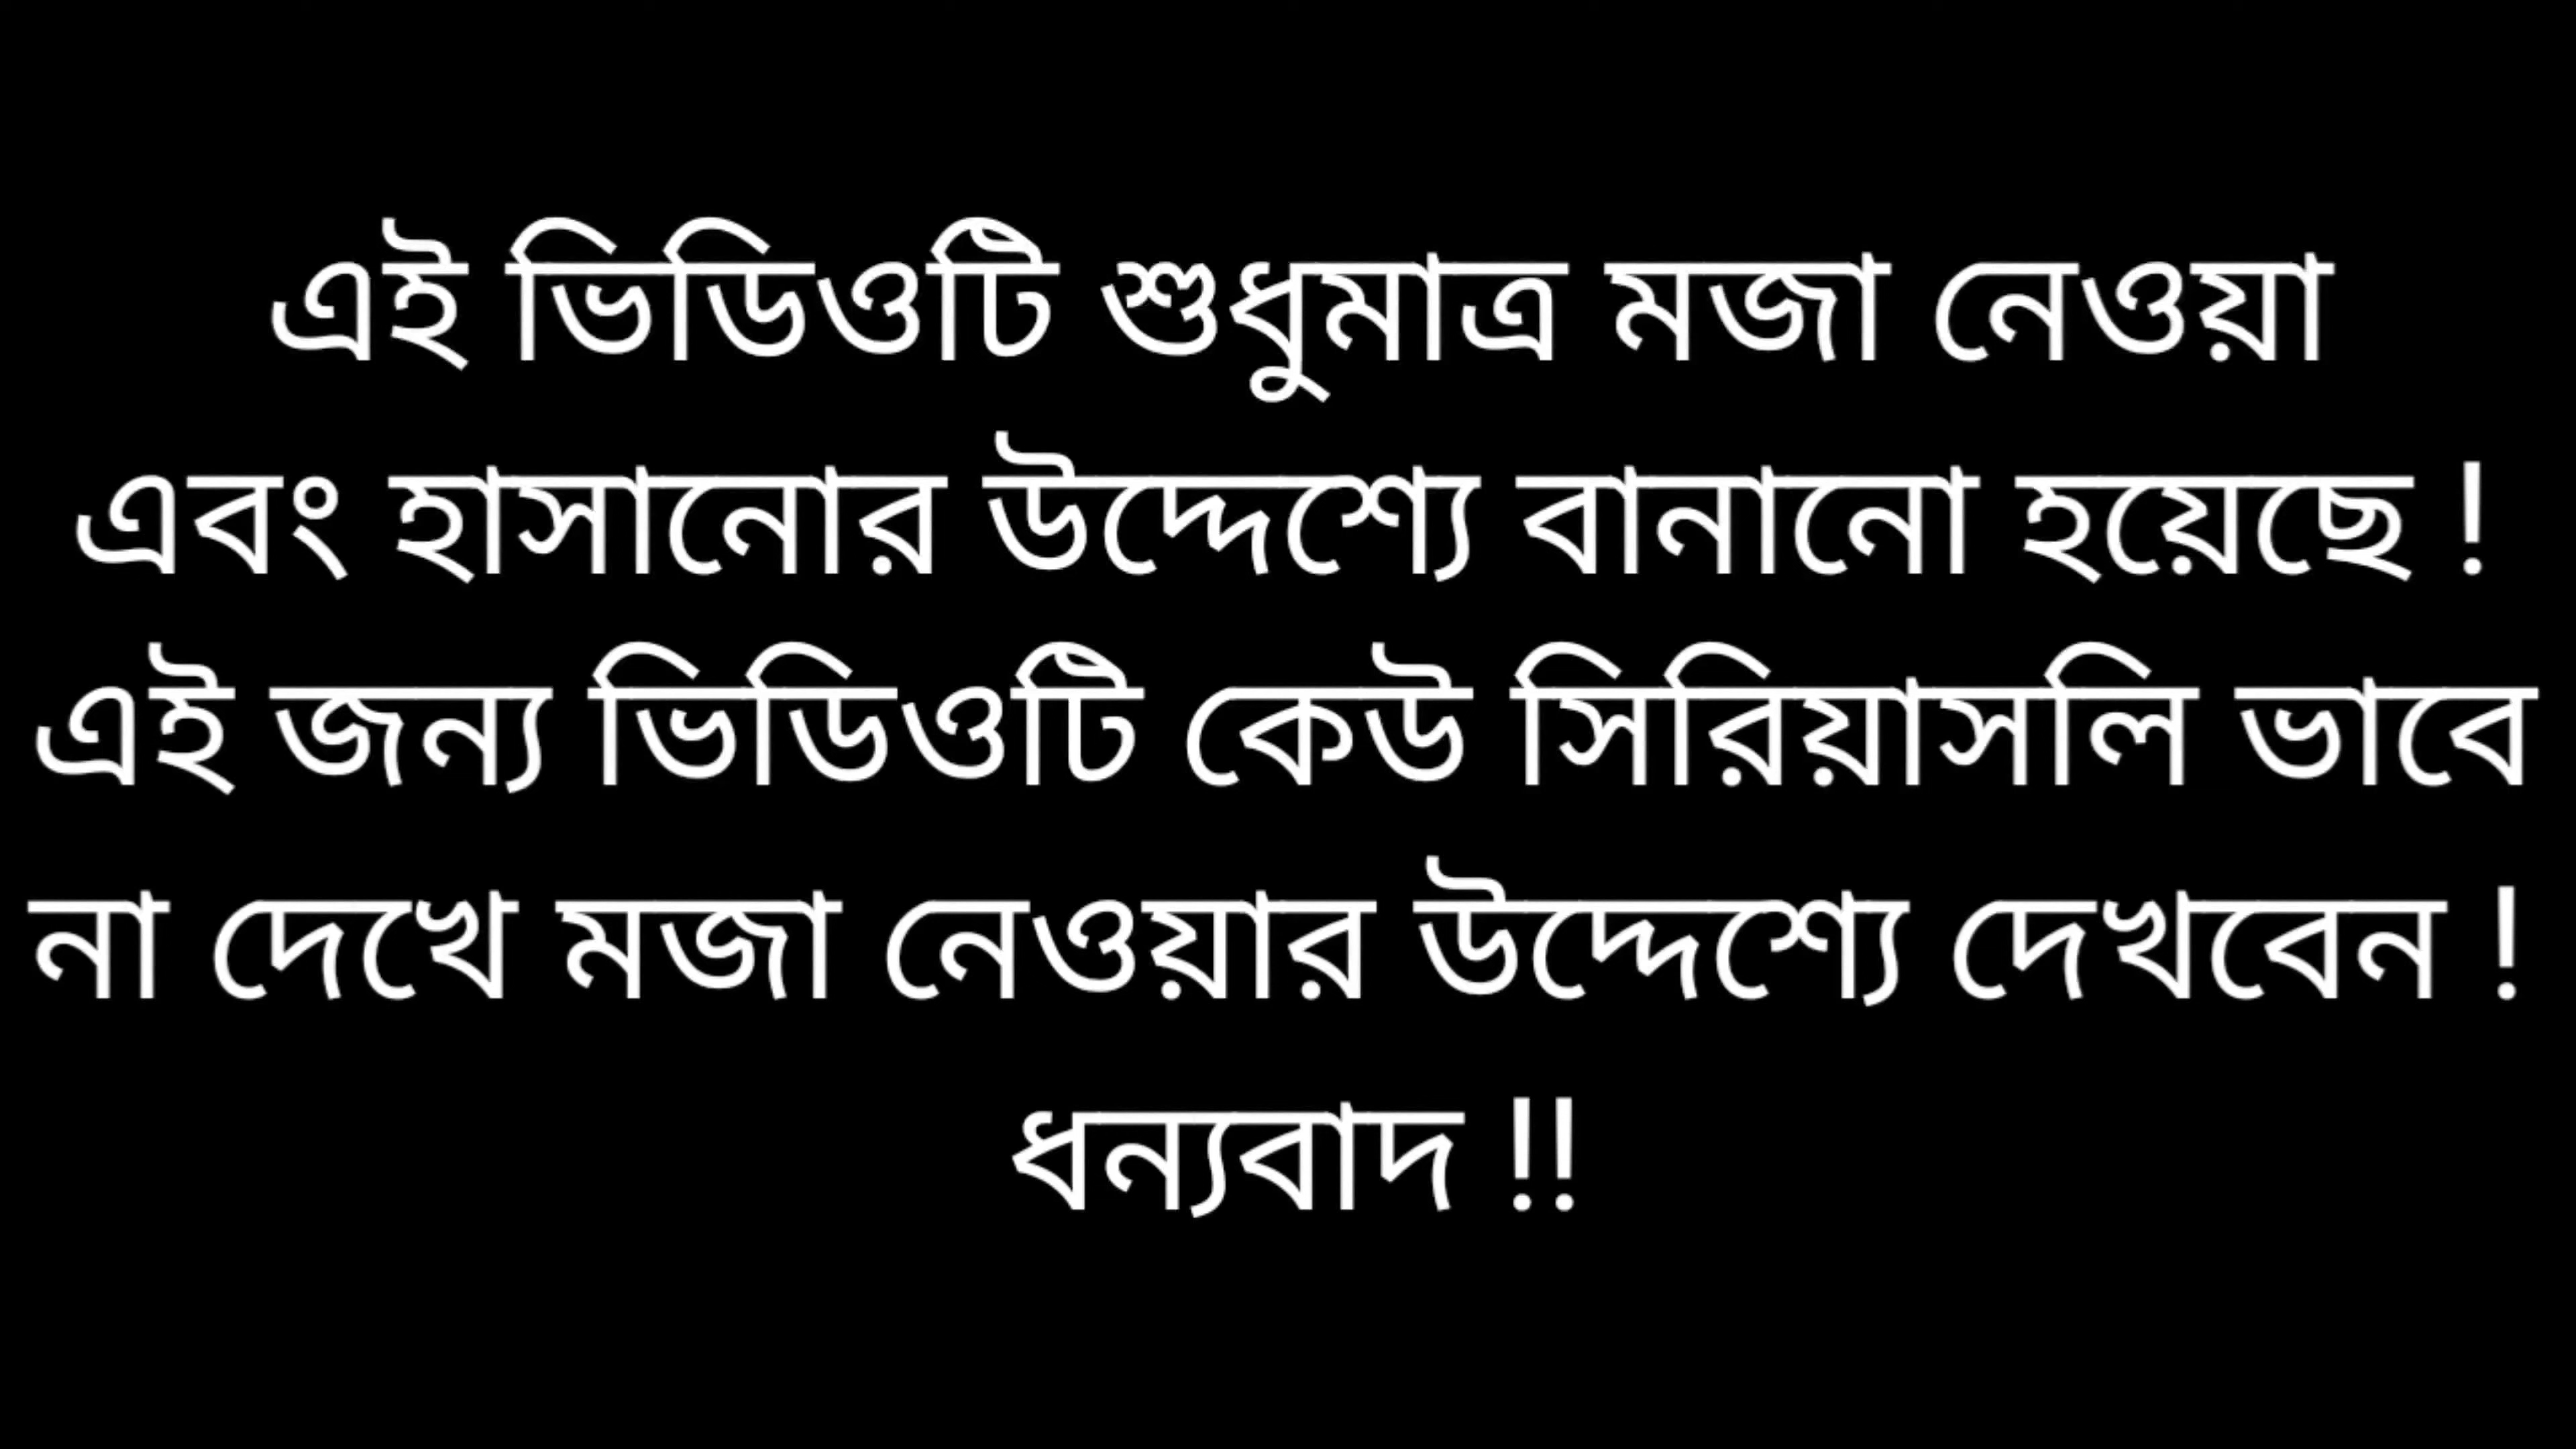 এই ভিডিওটি শুধুমাত্র মজা নেওয়া
এবং হাসানোর উদ্দেশ্যে বানানো হয়েছে !
এই জন্য ভিডিওটি কেউ সিরিয়াসলি ভাবে
না দেখে মজা নেওয়ার উদ্দেশ্যে দেখবেন !
ধন্যবাদ !!